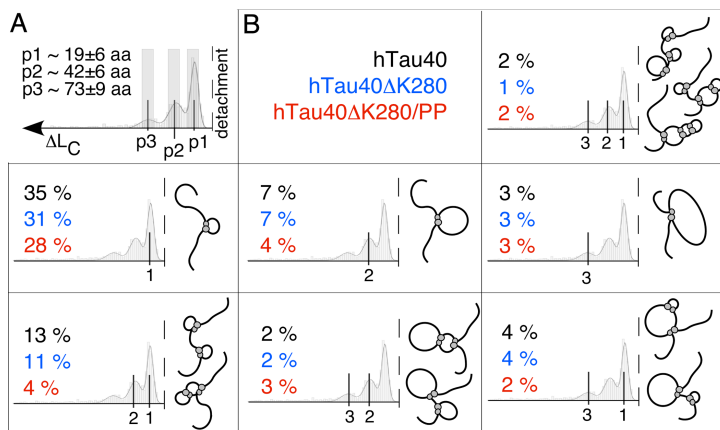 A
p1 ~ 19±6 aa
p2 ~ 42±6 aa
p3 ~ 73±9 aa
detachment
ΔLC
p3
p2
p1
B
hTau40
hTau40ΔK280
hTau40ΔK280/PP
2 %
1 %
2 %
3 2 1
35 %
31 %
28 %
1
7 %
7 %
4 %
2
3 %
3 %
3 %
3
13 %
11 %
4 %
2 1
2 %
2 %
3 %
3 2
4 %
4 %
2 %
3 1